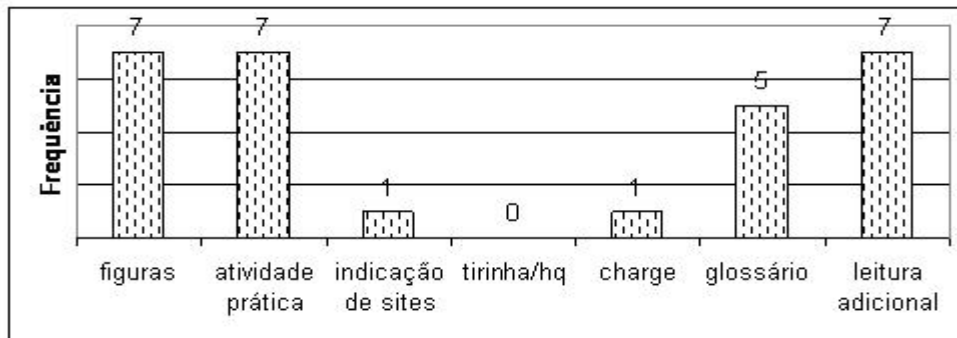 Frequência
7 7 1 0 1 5 7
figuras atividade prática indicação de sites tirinha/hq charge glossário leitura adicional